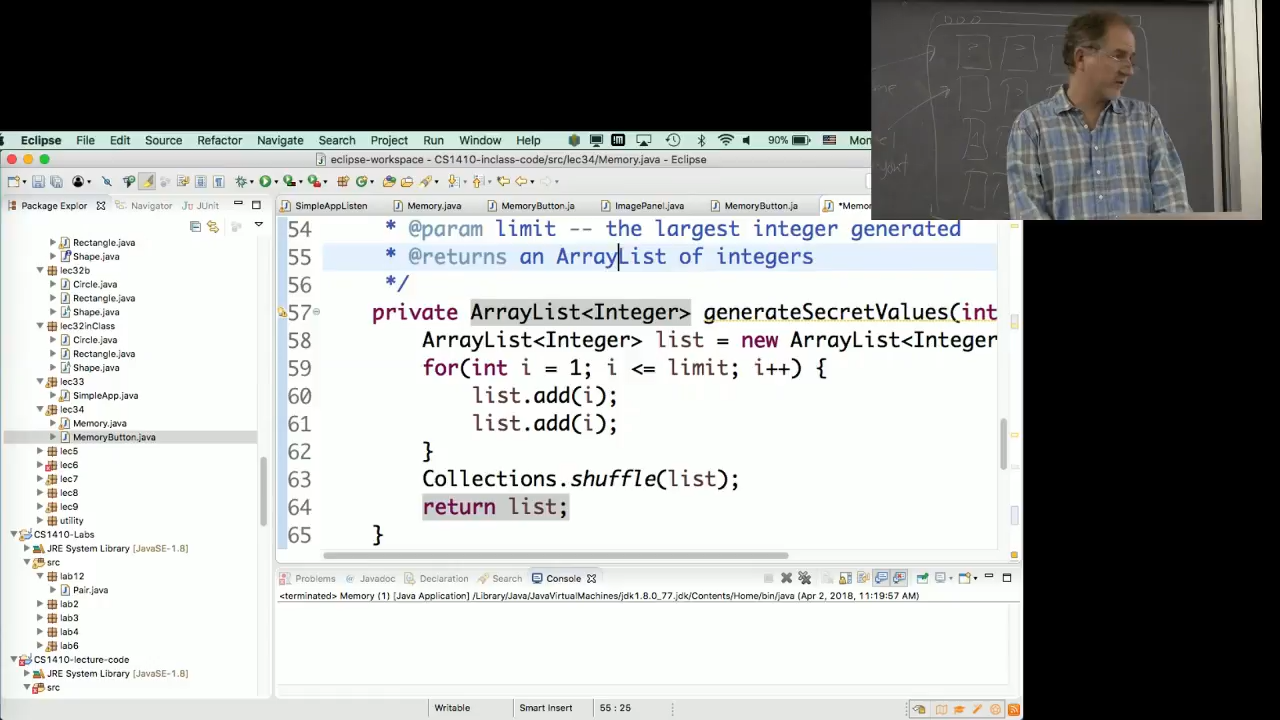 Eclipse File Edit Source Refactor Navigate Search Project Run Window Help 90% Mon
eclipse-workspace - CS1410-inclass-code/src/lec34/Memory.java - Eclipse
Package Explor Navigator JUnit
SimpleAppListen Memory.java MemoryButton.ja ImagePanel.java MemoryButton.ja *Memor
Rectangle.java
Shape.java
lec32b
Circle.java
Rectangle.java
Shape.java
lec32inClass
Circle.java
Rectangle.java
Shape.java
lec33
SimpleApp.java
lec34
Memory.java
MemoryButton.java
lec5
lec6
lec7
lec8
lec9
utility
CS1410-Labs
JRE System Library [JavaSE-1.8]
src
lab12
Pair.java
lab2
lab3
lab4
lab6
CS1410-lecture-code
JRE System Library [JavaSE-1.8]
src
54 * @param limit -- the largest integer generated
55 * @returns an ArrayList of integers
56 */
57 private ArrayList<Integer> generateSecretValues(int
58 ArrayList<Integer> list = new ArrayList<Integer
59 for(int i = 1; i <= limit; i++) {
60 list.add(i);
61 list.add(i);
62 }
63 Collections.shuffle(list);
64 return list;
65 }
Problems Javadoc Declaration Search Console
<terminated> Memory (1) [Java Application] /Library/Java/JavaVirtualMachines/jdk1.8.0_77.jdk/Contents/Home/bin/java (Apr 2, 2018, 11:19:57 AM)
Writable Smart Insert 55 : 25